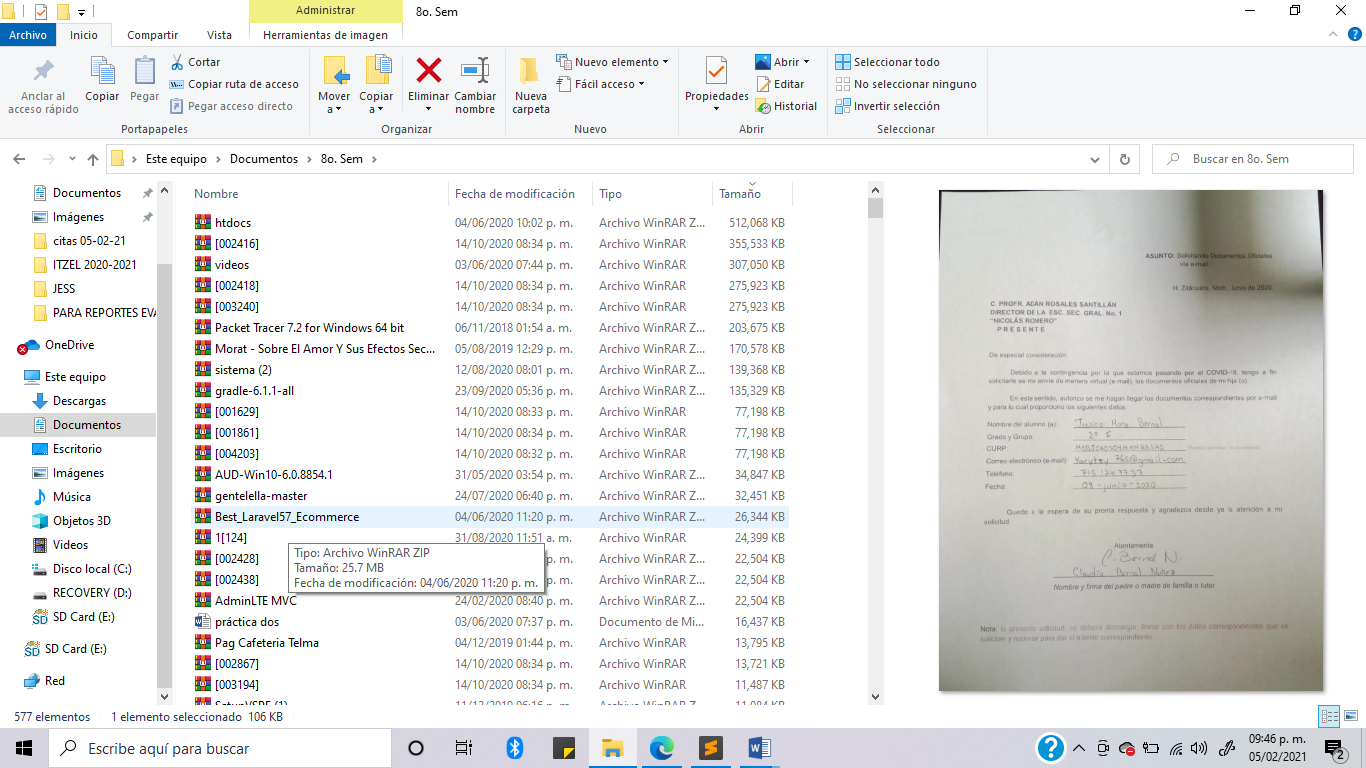 Administrar
8o. Sem
Archivo Inicio Compartir Vista Herramientas de imagen
Anclar al acceso rápido
Copiar
Pegar
Cortar
Copiar ruta de acceso
Pegar acceso directo
Portapapeles
Mover a
Copiar a
Eliminar
Cambiar nombre
Organizar
Nueva carpeta
Nuevo elemento
Fácil acceso
Nuevo
Propiedades
Abrir
Editar
Historial
Abrir
Seleccionar todo
No seleccionar ninguno
Invertir selección
Seleccionar
Este equipo > Documentos > 8o. Sem >
Buscar en 8o. Sem
Documentos
Imágenes
citas 05-02-21
ITZEL 2020-2021
JESS
PARA REPORTES EVA
OneDrive
Este equipo
Descargas
Documentos
Escritorio
Imágenes
Música
Objetos 3D
Videos
Disco local (C:)
RECOVERY (D:)
SD Card (E:)
SD Card (E:)
Red
Nombre Fecha de modificación Tipo Tamaño
htdocs 04/06/2020 10:02 p. m. Archivo WinRAR Z... 512,068 KB
[002416] 14/10/2020 08:34 p. m. Archivo WinRAR 355,533 KB
videos 03/06/2020 07:44 p. m. Archivo WinRAR 307,050 KB
[002418] 14/10/2020 08:34 p. m. Archivo WinRAR 275,923 KB
[003240] 14/10/2020 08:34 p. m. Archivo WinRAR 275,923 KB
Packet Tracer 7.2 for Windows 64 bit 06/11/2018 01:54 a. m. Archivo WinRAR Z... 203,675 KB
Morat - Sobre El Amor Y Sus Efectos Sec... 05/08/2019 12:29 p. m. Archivo WinRAR Z... 170,578 KB
sistema (2) 12/08/2020 08:01 p. m. Archivo WinRAR Z... 139,368 KB
gradle-6.1.1-all 23/09/2020 05:36 p. m. Archivo WinRAR Z... 135,329 KB
[001629] 14/10/2020 08:33 p. m. Archivo WinRAR 77,198 KB
[001861] 14/10/2020 08:34 p. m. Archivo WinRAR 77,198 KB
[004203] 14/10/2020 08:32 p. m. Archivo WinRAR 77,198 KB
AUD-Win10-6.0.8854.1 31/05/2020 03:54 p. m. Archivo WinRAR Z... 34,847 KB
gentelella-master 24/07/2020 06:40 p. m. Archivo WinRAR Z... 32,451 KB
Best_Laravel57_Ecommerce 04/06/2020 11:20 p. m. Archivo WinRAR Z... 26,344 KB
1[124] 31/08/2020 11:51 a. m. Archivo WinRAR 24,399 KB
[002428] p. m. Archivo WinRAR Z... 22,504 KB
[002438] p. m. Archivo WinRAR Z... 22,504 KB
AdminLTE MVC 24/02/2020 08:40 p. m. Archivo WinRAR Z... 22,504 KB
práctica dos 03/06/2020 07:37 p. m. Documento de Mi... 16,437 KB
Pag Cafeteria Telma 04/12/2019 01:44 p. m. Archivo WinRAR 13,795 KB
[002867] 14/10/2020 08:34 p. m. Archivo WinRAR 13,721 KB
[003194] 14/10/2020 08:34 p. m. Archivo WinRAR 11,487 KB
Tipo: Archivo WinRAR ZIP
Tamaño: 25.7 MB
Fecha de modificación: 04/06/2020 11:20 p. m.
ASUNTO: Solicitando Documentos Oficiales
vía e-mail.
H. Zitácuaro, Mich., Junio de 2020.
C. PROFR. ADÁN ROSALES SANTILLÁN
DIRECTOR DE LA ESC. SEC. GRAL. No. 1
"NICOLÁS ROMERO"
P R E S E N T E
De especial consideración:
Debido a la contingencia por la que estamos pasando por el COVID-19, tengo a fin
solicitarle se me envíe de manera virtual (e-mail), los documentos oficiales de mi hija (o).
En este sentido, autorizo se me hagan llegar los documentos correspondientes por e-mail
y para lo cual proporciono los siguientes datos:
Nombre del alumno (a): Mora Bernal
Grado y Grupo:
CURP
Correo electrónico (e-mail)
Teléfono:
Fecha: 08 - junio - 2020
Quedo a la espera de su pronta respuesta y agradezco desde ya la atención a mi
solicitud.
Atentamente
C. Bernal N.
Claudia Bernal Nuñez
Nombre y firma del padre o madre de familia o tutor
Nota: la presente solicitud, se deberá descargar, llenar con los datos correspondientes que se
solicitan y reenviar para dar el trámite correspondiente.
577 elementos 1 elemento seleccionado 106 KB
Escribe aquí para buscar
09:46 p. m.
05/02/2021
2